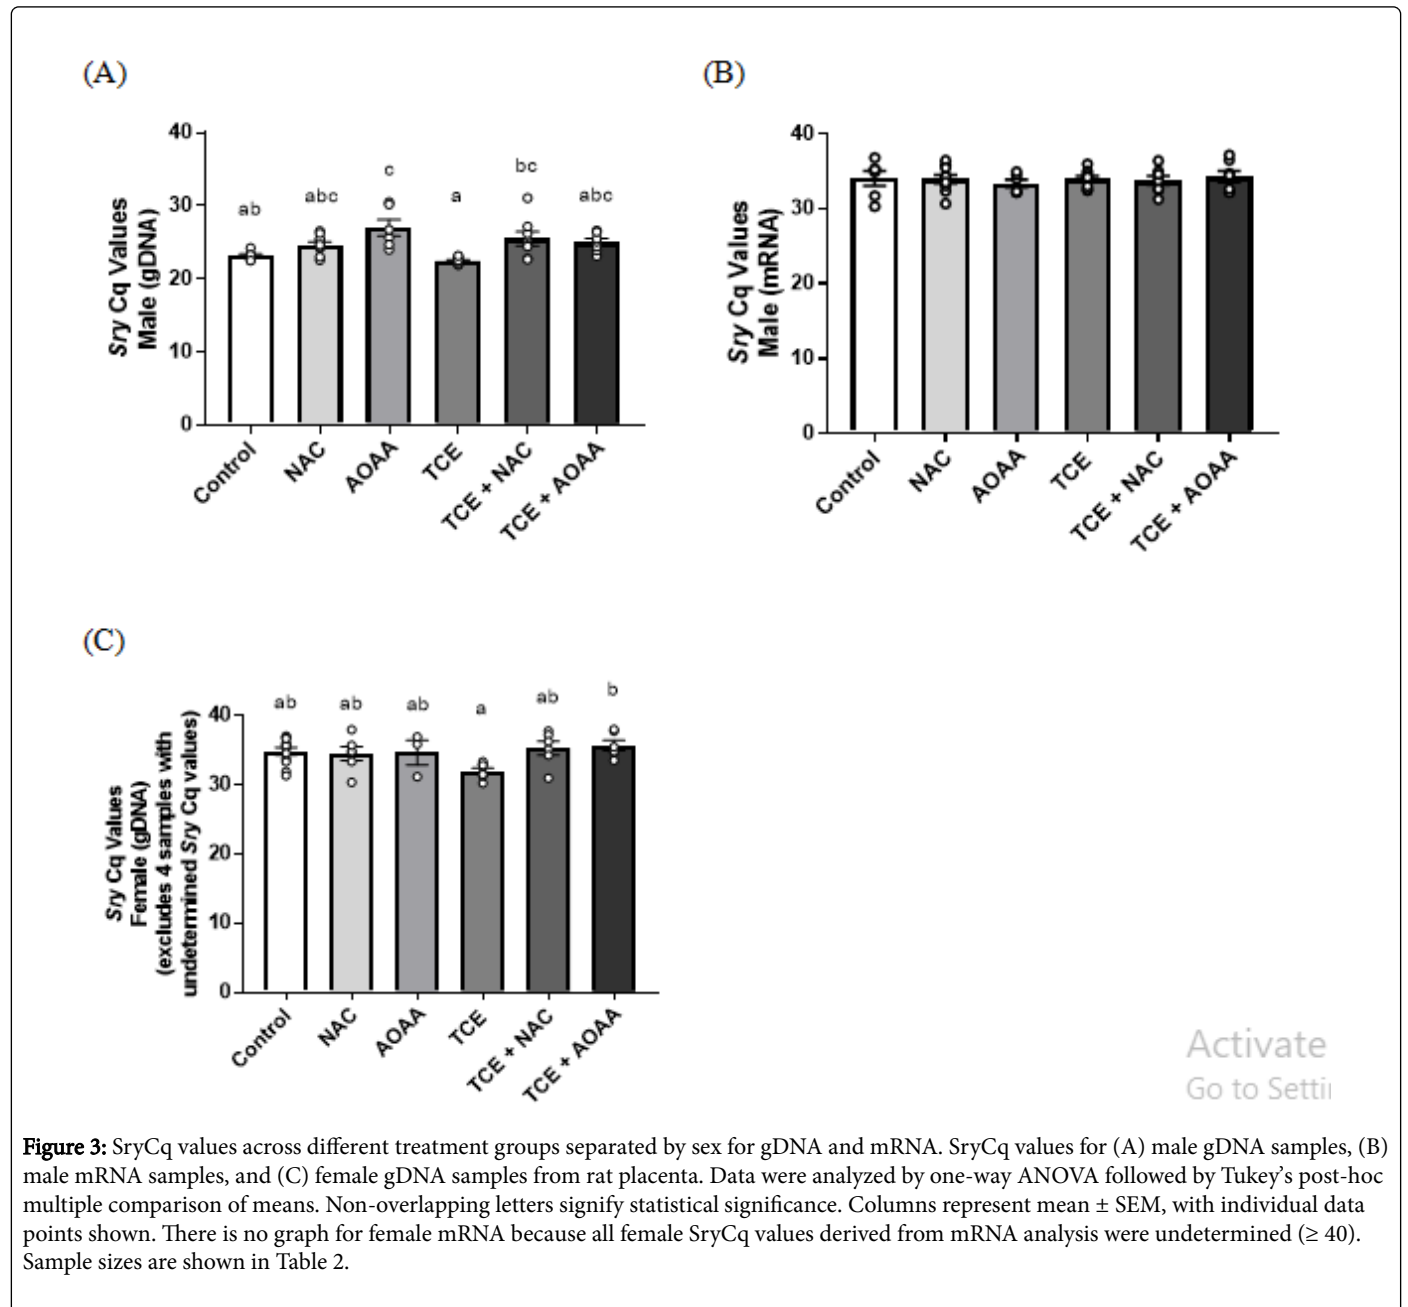 (A)
(B)
40
30
20
10
0
Sry Cq Values
Male (gDNA)
ab
abc
c
a
bc
abc
Control
NAC
AOAA
TCE
TCE + NAC
TCE + AOAA
40
30
20
10
0
Sry Cq Values
Male (mRNA)
Control
NAC
AOAA
TCE
TCE + NAC
TCE + AOAA
(C)
40
30
20
10
0
Sry Cq Values
Female (gDNA)
(excludes 4 samples with
undetermined Sry Cq values)
ab
ab
ab
a
ab
b
Control
NAC
AOAA
TCE
TCE + NAC
TCE + AOAA
Activate
Go to Setti
Figure 3: SryCq values across different treatment groups separated by sex for gDNA and mRNA. SryCq values for (A) male gDNA samples, (B)
male mRNA samples, and (C) female gDNA samples from rat placenta. Data were analyzed by one-way ANOVA followed by Tukey's post-hoc
multiple comparison of means. Non-overlapping letters signify statistical significance. Columns represent mean ± SEM, with individual data
points shown. There is no graph for female mRNA because all female SryCq values derived from mRNA analysis were undetermined (≥ 40).
Sample sizes are shown in Table 2.